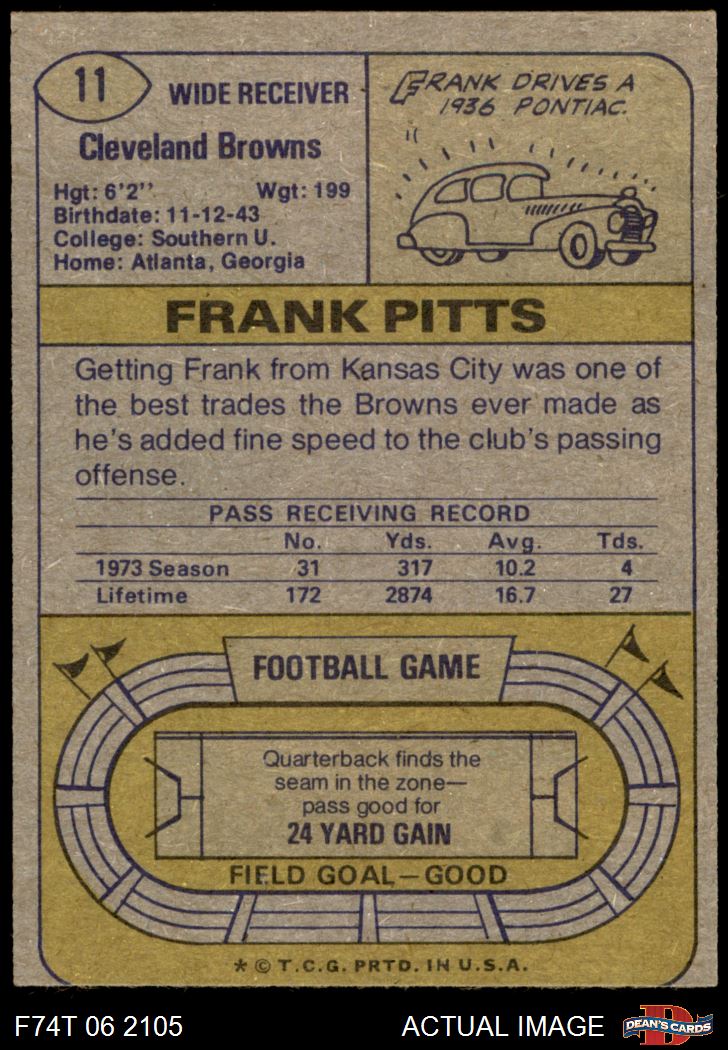 11
WIDE RECEIVER
Cleveland Browns
Hgt: 6'2'' Wgt: 199
Birthdate: 11-12-43
College: Southern U.
Home: Atlanta, Georgia
FRANK DRIVES A
1936 PONTIAC.
FRANK PITTS
Getting Frank from Kansas City was one of
the best trades the Browns ever made as
he's added fine speed to the club's passing
offense.
PASS RECEIVING RECORD
No. Yds. Avg. Tds.
1973 Season 31 317 10.2 4
Lifetime 172 2874 16.7 27
FOOTBALL GAME
Quarterback finds the
seam in the zone—
pass good for
24 YARD GAIN
FIELD GOAL—GOOD
* © T.C.G. PRTD. IN U.S.A.
F74T 06 2105 ACTUAL IMAGE
D
DEAN'S CARDS